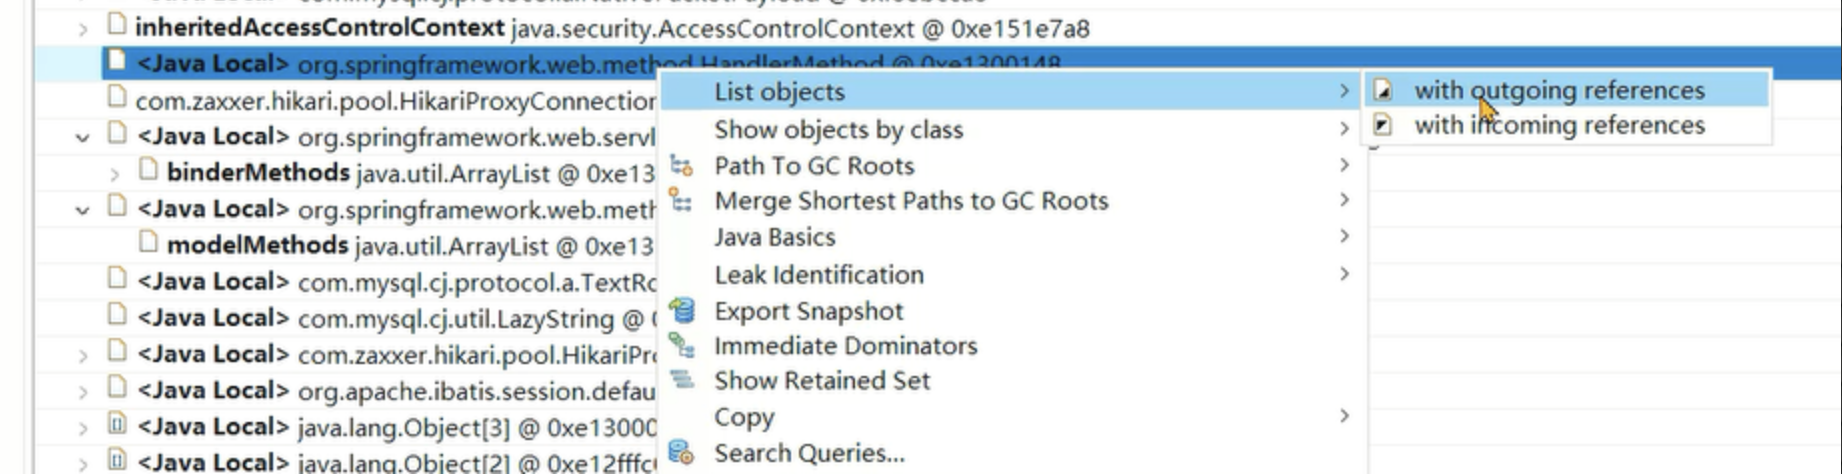 inheritedAccessControlContext java.security.AccessControlContext @ 0xe151e7a8
<Java Local> org.springframework.web.method.HandlerMethod @ 0xe1300148
List objects
with outgoing references
com.zaxxer.hikari.pool.HikariProxyConnection
with incoming references
Show objects by class
<Java Local> org.springframework.web.servl
Path To GC Roots
binderMethods java.util.ArrayList @ 0xe13
Merge Shortest Paths to GC Roots
<Java Local> org.springframework.web.meth
Java Basics
modelMethods java.util.ArrayList @ 0xe13
Leak Identification
<Java Local> com.mysql.cj.protocol.a.TextRo
Export Snapshot
<Java Local> com.mysql.cj.util.LazyString @
Immediate Dominators
<Java Local> com.zaxxer.hikari.pool.HikariPr
Show Retained Set
<Java Local> org.apache.ibatis.session.defau
Copy
<Java Local> java.lang.Object[3] @ 0xe13000
Search Queries...
<Java Local> java.lang.Object[2] @ 0xe12fffc